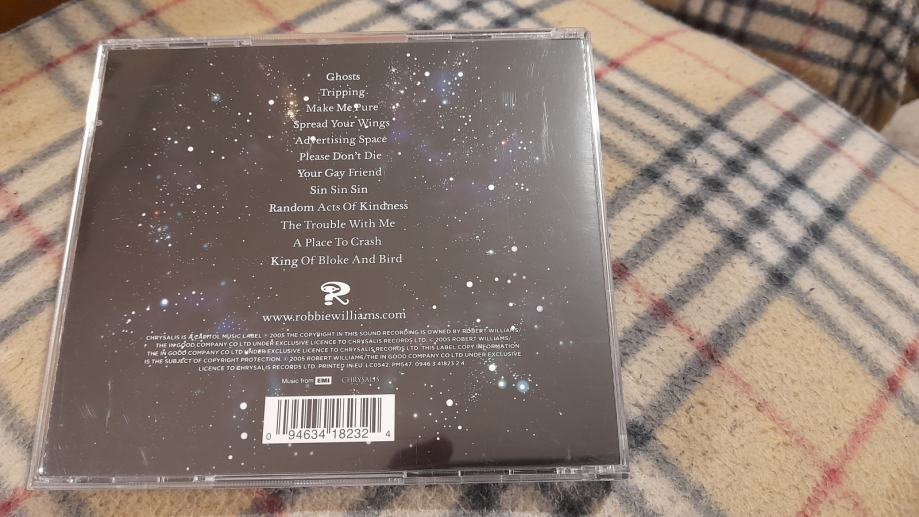 Ghosts
Tripping
Make Me Pure
Spread Your Wings
Advertising Space
Please Don't Die
Your Gay Friend
Sin Sin Sin
Random Acts Of Kindness
The Trouble With Me
A Place To Crash
King Of Bloke And Bird
www.robbiewilliams.com
CHRYSALIS IS A CAPITOL MUSIC LABEL. ℗ 2005 THE COPYRIGHT IN THIS SOUND RECORDING IS OWNED BY ROBERT WILLIAMS/
THE IN GOOD COMPANY CO LTD UNDER EXCLUSIVE LICENCE TO CHRYSALIS RECORDS LTD. © 2005 ROBERT WILLIAMS/
THE IN GOOD COMPANY CO LTD UNDER EXCLUSIVE LICENCE TO CHRYSALIS RECORDS LTD. THIS LABEL COPY INFORMATION
IS THE SUBJECT OF COPYRIGHT PROTECTION. © 2005 ROBERT WILLIAMS/THE IN GOOD COMPANY CO LTD UNDER EXCLUSIVE
LICENCE TO CHRYSALIS RECORDS LTD. PRINTED IN EU. LC0542. PM547. 0946 3 41823 2 4
Music from EMI CHRYSALIS
0 94634 18232 4